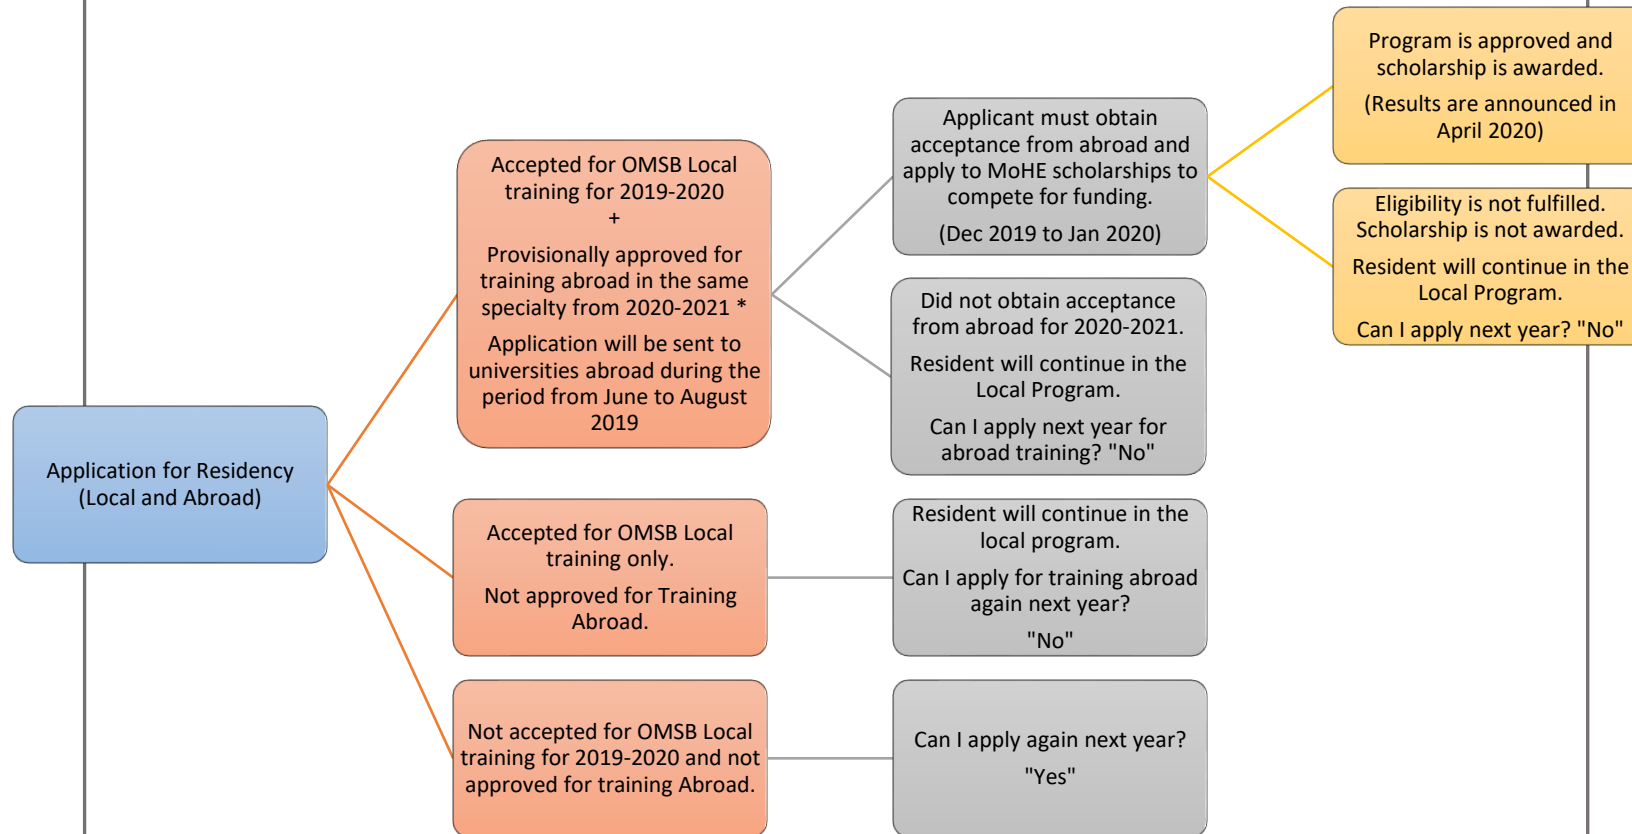 Application for Residency
(Local and Abroad)
Accepted for OMSB Local
training for 2019-2020
+
Provisionally approved for
training abroad in the same
specialty from 2020-2021 *
Application will be sent to
universities abroad during the
period from June to August
2019
Applicant must obtain
acceptance from abroad and
apply to MoHE scholarships to
compete for funding.
(Dec 2019 to Jan 2020)
Program is approved and
scholarship is awarded.
(Results are announced in
April 2020)
Eligibility is not fulfilled.
Scholarship is not awarded.
Resident will continue in the
Local Program.
Can I apply next year? "No"
Did not obtain acceptance
from abroad for 2020-2021.
Resident will continue in the
Local Program.
Can I apply next year for
abroad training? "No"
Accepted for OMSB Local
training only.
Not approved for Training
Abroad.
Resident will continue in the
local program.
Can I apply for training abroad
again next year?
"No"
Not accepted for OMSB Local
training for 2019-2020 and not
approved for training Abroad.
Can I apply again next year?
"Yes"